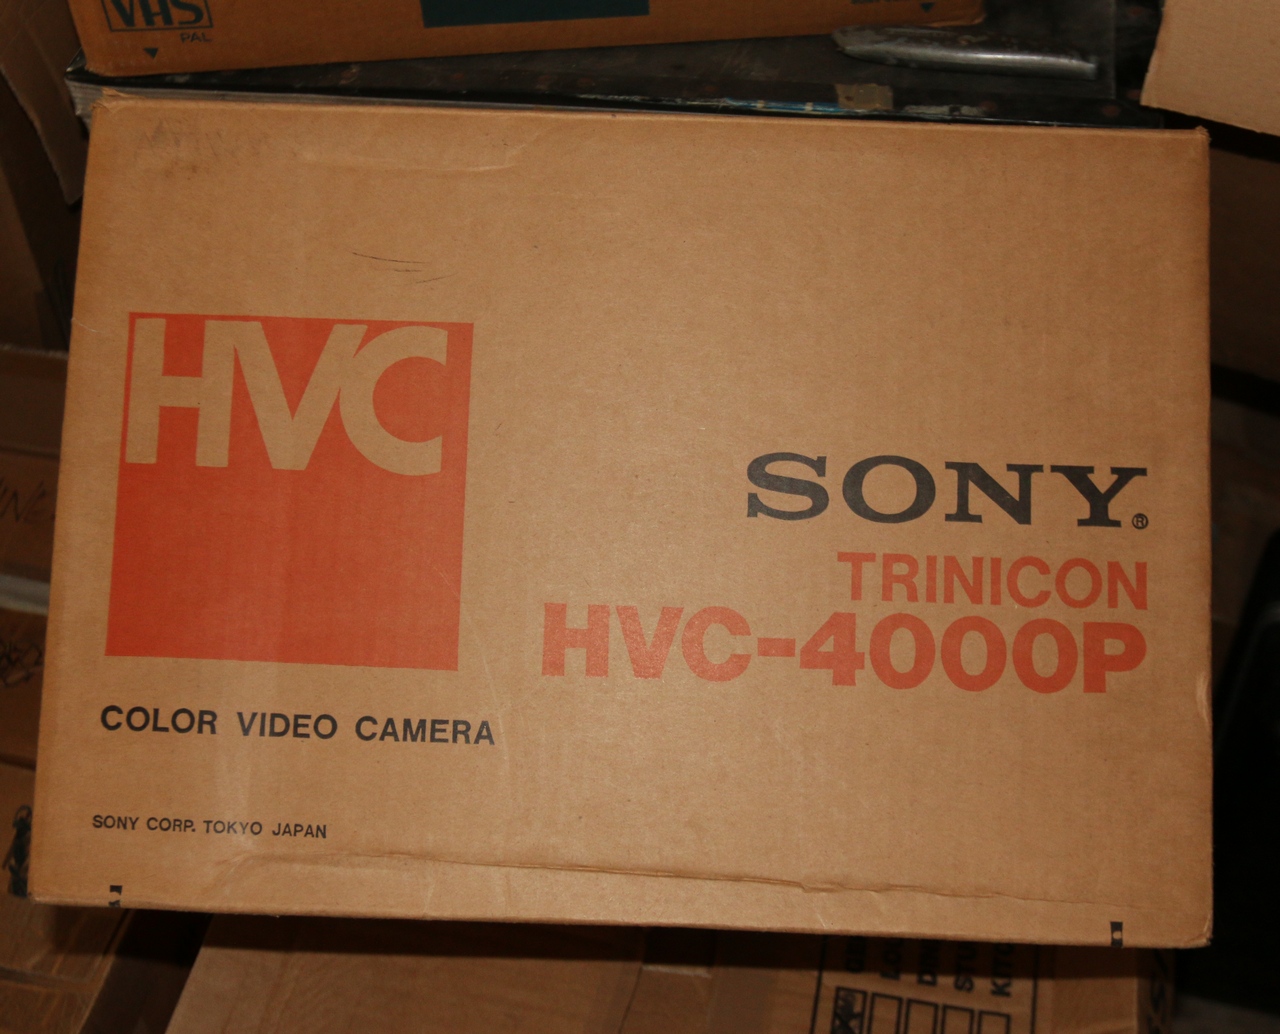 VHS
PAL
HVC
SONY®
TRINICON
HVC-4000P
COLOR VIDEO CAMERA
SONY CORP. TOKYO JAPAN